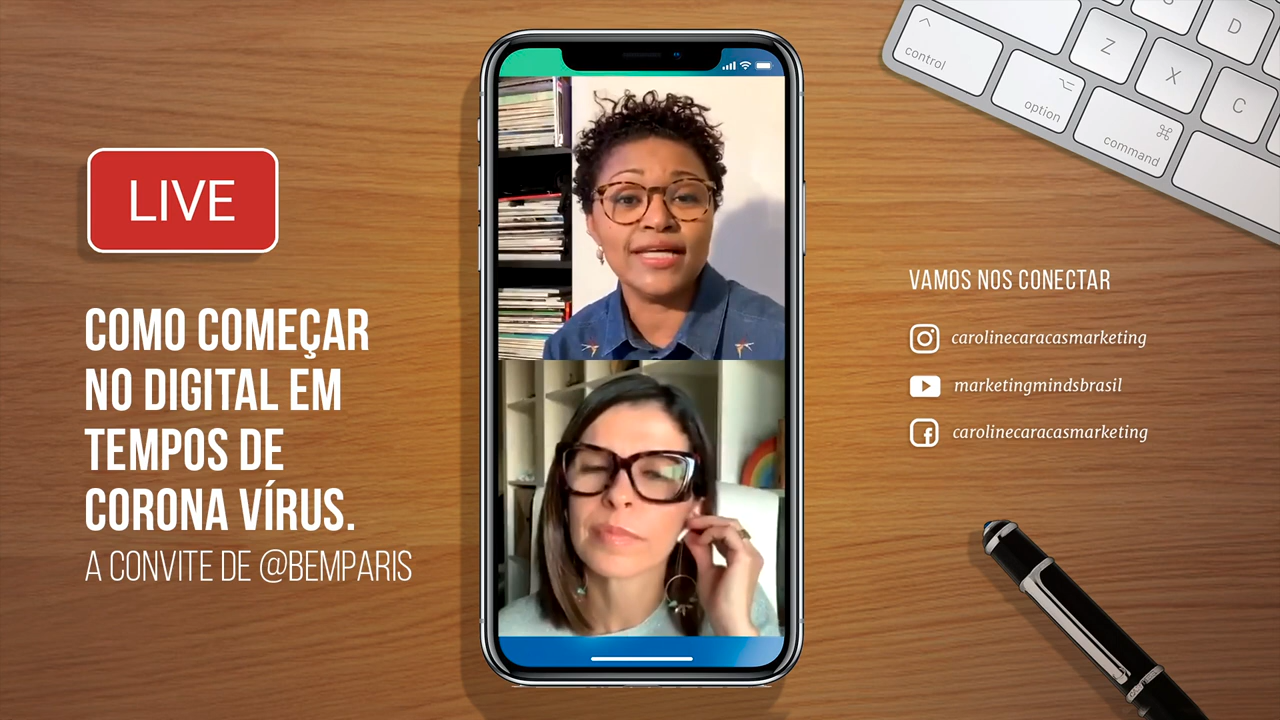 LIVE
COMO COMEÇAR
NO DIGITAL EM
TEMPOS DE
CORONA VÍRUS.
A CONVITE DE @BEMPARIS
VAMOS NOS CONECTAR
carolinecaracasmarketing
marketingmindsbrasil
carolinecaracasmarketing
control
option
command
Z
X
C
S
D